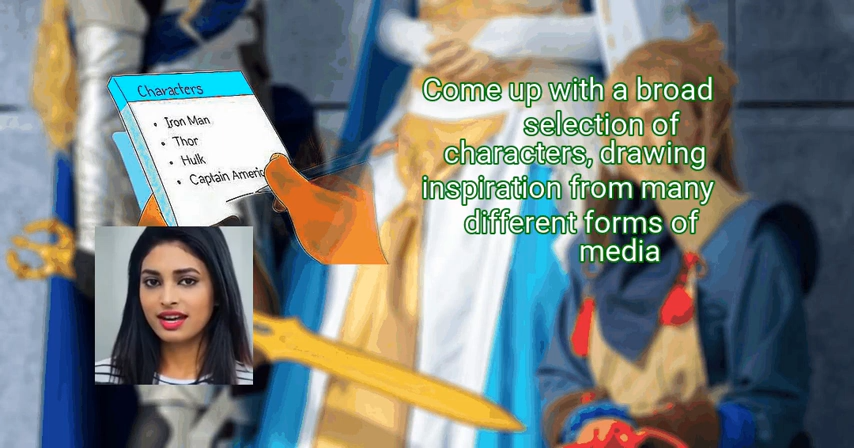 Characters
• Iron Man
• Thor
• Hulk
• Captain Americ
Come up with a broad
selection of
characters, drawing
inspiration from many
different forms of
media